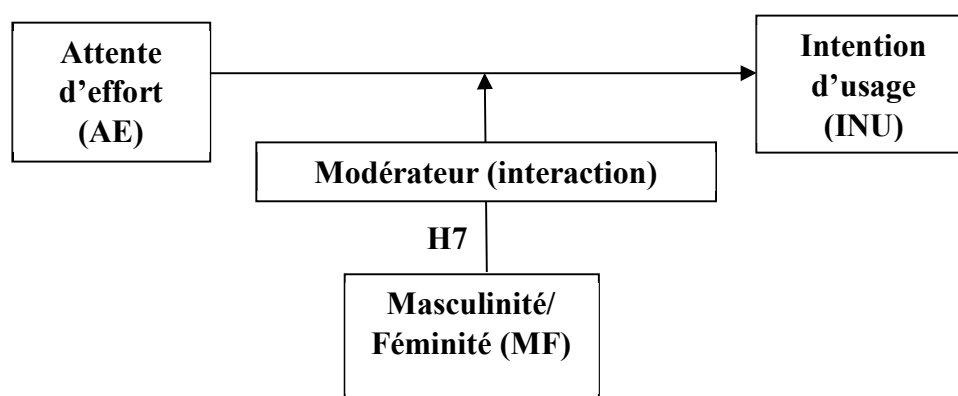 Attente
d’effort
(AE)
Intention
d’usage
(INU)
Modérateur (interaction)
H7
Masculinité/
Féminité (MF)